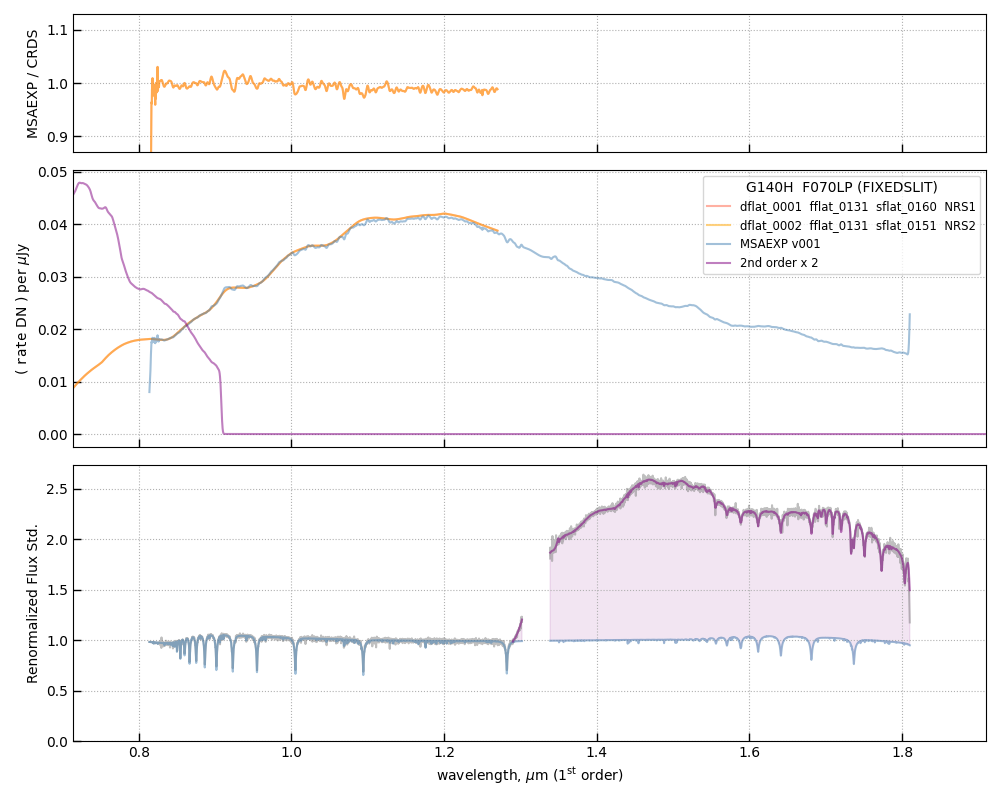 1.1
1.0
0.9
MSAEXP / CRDS
0.05
0.04
0.03
0.02
0.01
0.00
( rate DN ) per μJy
G140H F070LP (FIXEDSLIT)
dflat_0001 fflat_0131 sflat_0160 NRS1
dflat_0002 fflat_0131 sflat_0151 NRS2
MSAEXP v001
2nd order x 2
2.5
2.0
1.5
1.0
0.5
0.0
Renormalized Flux Std.
0.8 1.0 1.2 1.4 1.6 1.8
wavelength, μm (1st order)